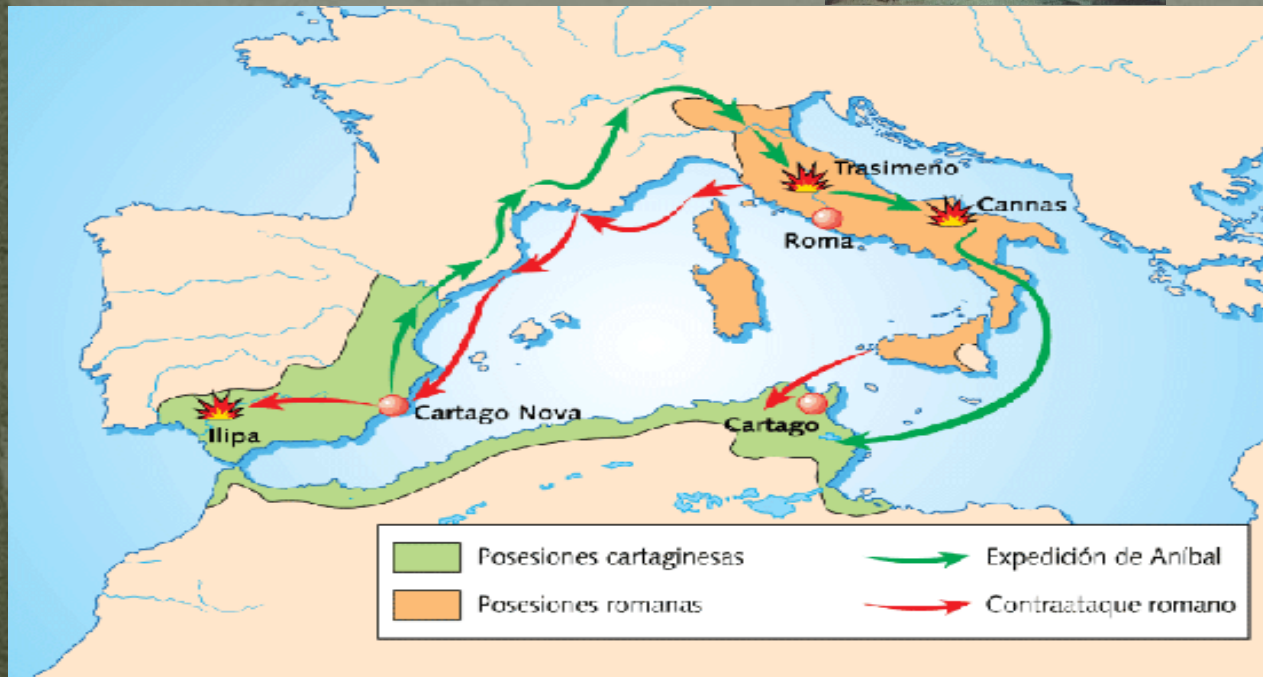 Trasimeno
Cannas
Roma
Cartago Nova
Ilipa
Cartago
Posesiones cartaginesas
Expedición de Aníbal
Posesiones romanas
Contraataque romano